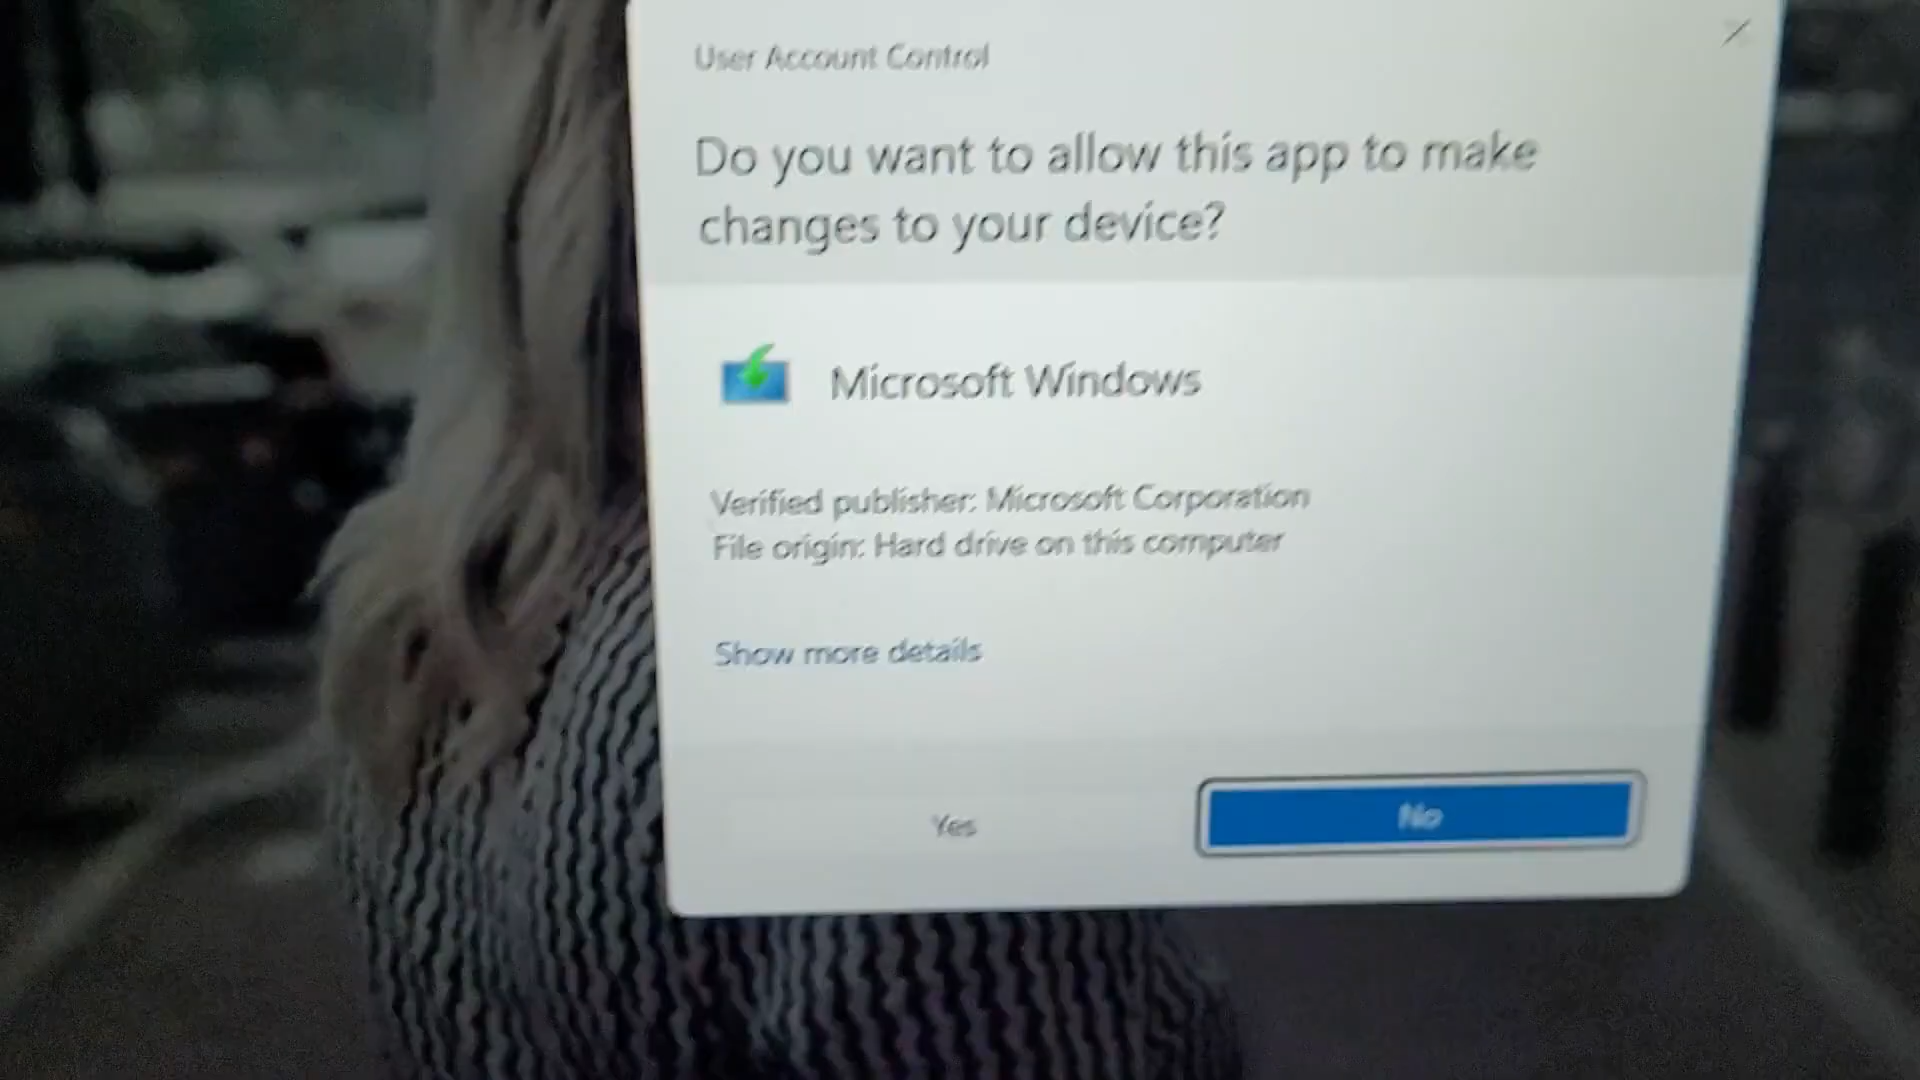 User Account Control
Do you want to allow this app to make
changes to your device?
Microsoft Windows
Verified publisher: Microsoft Corporation
File origin: Hard drive on this computer
Show more details
Yes
No